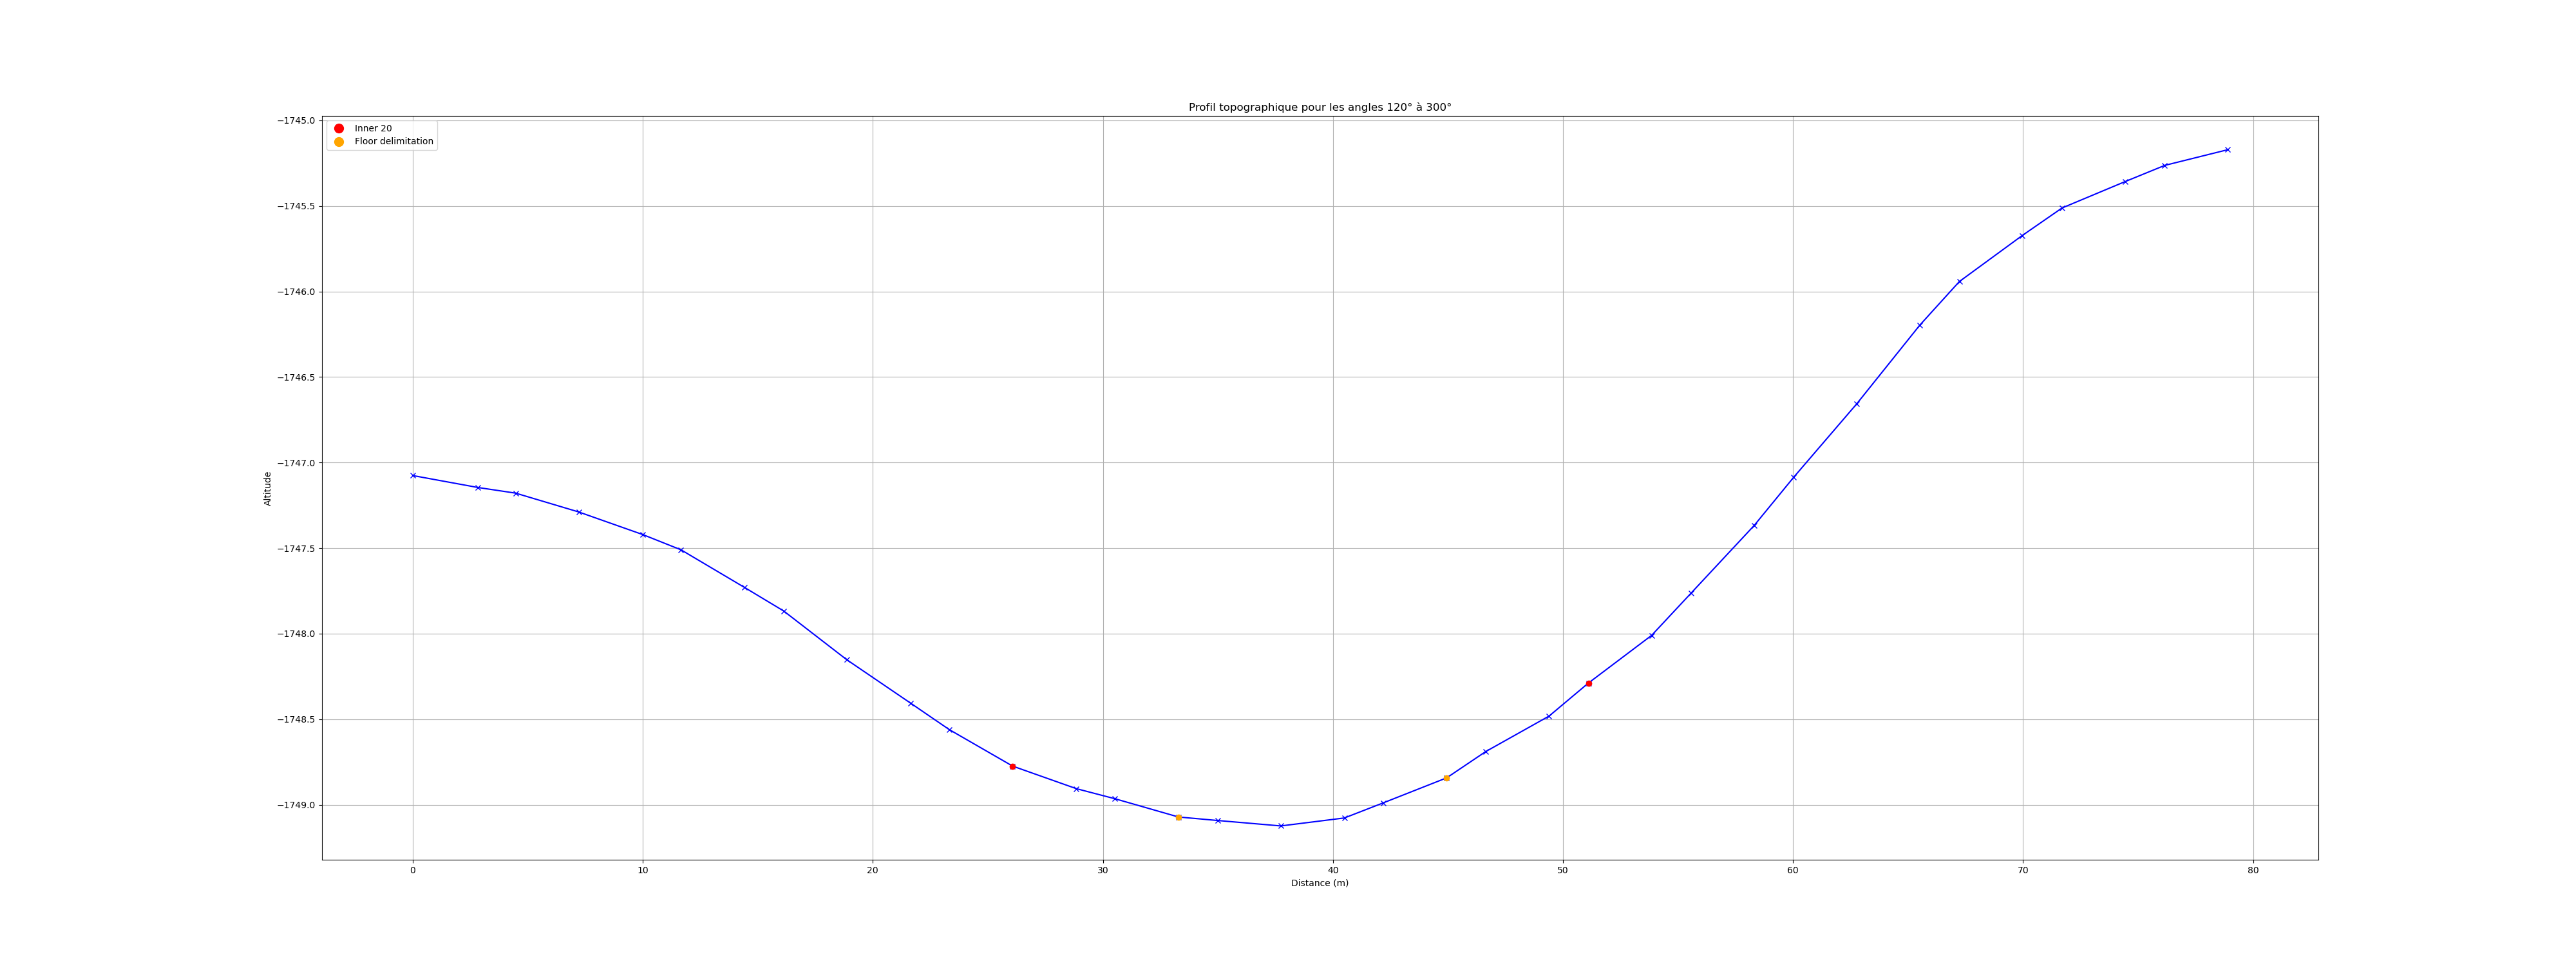 Profil topographique pour les angles 120° à 300°
Inner 20
Floor delimitation
−1745.0
−1745.5
−1746.0
−1746.5
−1747.0
−1747.5
−1748.0
−1748.5
−1749.0
Altitude
0 10 20 30 40 50 60 70 80
Distance (m)